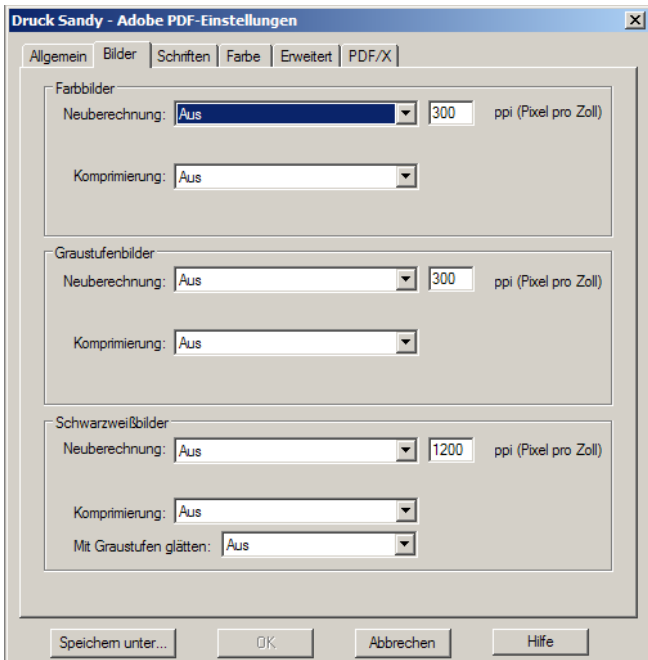 Druck Sandy - Adobe PDF-Einstellungen
Allgemein Bilder Schriften Farbe Erweitert PDF/X
Farbbilder
Neuberechnung: Aus 300 ppi (Pixel pro Zoll)
Komprimierung: Aus
Graustufenbilder
Neuberechnung: Aus 300 ppi (Pixel pro Zoll)
Komprimierung: Aus
Schwarzweißbilder
Neuberechnung: Aus 1200 ppi (Pixel pro Zoll)
Komprimierung: Aus
Mit Graustufen glätten: Aus
Speichern unter... OK Abbrechen Hilfe